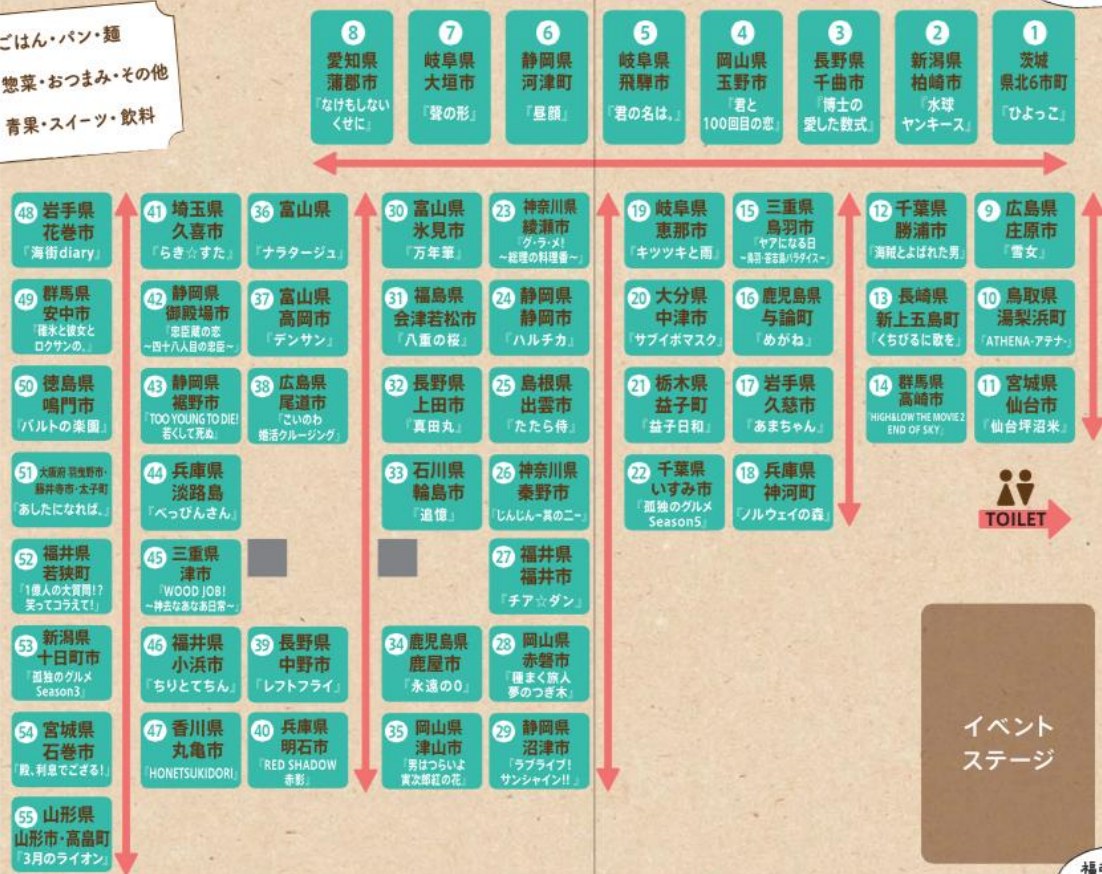 ごはん・パン・麺
惣菜・おつまみ・その他
青果・スイーツ・飲料
8
愛知県
蒲郡市
『なけもしない
くせに』
7
岐阜県
大垣市
『聲の形』
6
静岡県
河津町
『昼顔』
5
岐阜県
飛騨市
『君の名は。』
4
岡山県
玉野市
『君と
100回目の恋』
3
長野県
千曲市
『博士の
愛した数式』
2
新潟県
柏崎市
『水球
ヤンキース』
1
茨城
県北6市町
『ひよっこ』
48 岩手県
花巻市
『海街diary』
49 群馬県
安中市
『碓氷と彼女と
ロクサンの。』
50 徳島県
鳴門市
『バルトの楽園』
51 大阪府 羽曳野市・
藤井寺市・太子町
『あしたになれば。』
52 福井県
若狭町
『1億人の大質問!?
笑ってコラえて!』
53 新潟県
十日町市
『孤独のグルメ
Season3』
54 宮城県
石巻市
『殿、利息でござる!』
55 山形県
山形市・高畠町
『3月のライオン』
41 埼玉県
久喜市
『らき☆すた』
42 静岡県
御殿場市
『忠臣蔵の恋
~四十八人目の忠臣~』
43 静岡県
裾野市
『TOO YOUNG TO DIE!
若くして死ぬ』
44 兵庫県
淡路島
『べっぴんさん』
45 三重県
津市
『WOOD JOB!
~神去なあなあ日常~』
46 福井県
小浜市
『ちりとてちん』
47 香川県
丸亀市
『HONETSUKIDORI』
36 富山県
『ナラタージュ』
37 富山県
高岡市
『デンサン』
38 広島県
尾道市
『こいのわ
婚活クルージング』
39 長野県
中野市
『レフトフライ』
40 兵庫県
明石市
『RED SHADOW
赤影』
30 富山県
氷見市
『万年筆』
31 福島県
会津若松市
『八重の桜』
32 長野県
上田市
『真田丸』
33 石川県
輪島市
『追憶』
34 鹿児島県
鹿屋市
『永遠の0』
35 岡山県
津山市
『男はつらいよ
寅次郎紅の花』
23 神奈川県
綾瀬市
『グ・ラ・メ!
~総理の料理番~』
24 静岡県
静岡市
『ハルチカ』
25 島根県
出雲市
『たたら侍』
26 神奈川県
秦野市
『じんじん~其の二~』
27 福井県
福井市
『チア☆ダン』
28 岡山県
赤磐市
『種まく旅人
夢のつぎ木』
29 静岡県
沼津市
『ラブライブ!
サンシャイン!!』
19 岐阜県
恵那市
『キツツキと雨』
20 大分県
中津市
『サブイボマスク』
21 栃木県
益子町
『益子日和』
22 千葉県
いすみ市
『孤独のグルメ
Season5』
15 三重県
鳥羽市
『ヤアになる日
~鳥羽・答志島パラダイス~』
16 鹿児島県
与論町
『めがね』
17 岩手県
久慈市
『あまちゃん』
18 兵庫県
神河町
『ノルウェイの森』
12 千葉県
勝浦市
『海賊とよばれた男』
13 長崎県
新上五島町
『くちびるに歌を』
14 群馬県
高崎市
『HiGH&LOW THE MOVIE 2
END OF SKY』
9 広島県
庄原市
『雪女』
10 鳥取県
湯梨浜町
『ATHENA-アテナ-』
11 宮城県
仙台市
『仙台坪沼米』
TOILET
イベント
ステージ